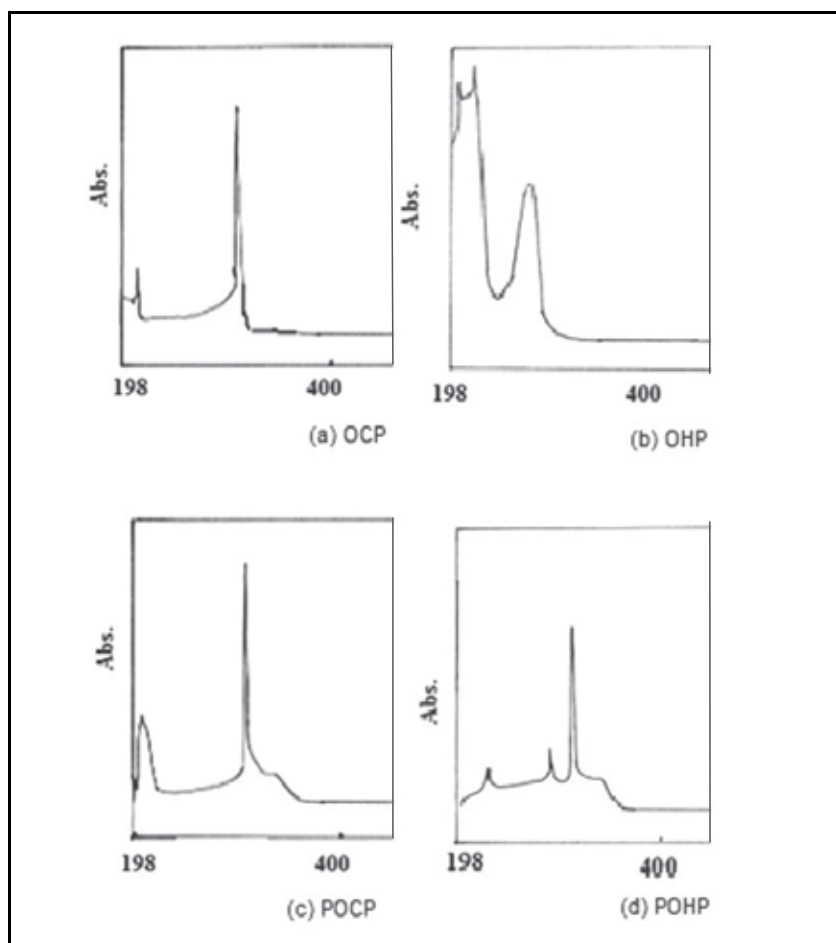 Abs.
198
400
(a) OCP
Abs.
198
400
(b) OHP
Abs.
198
400
(c) POCP
Abs.
198
400
(d) POHP